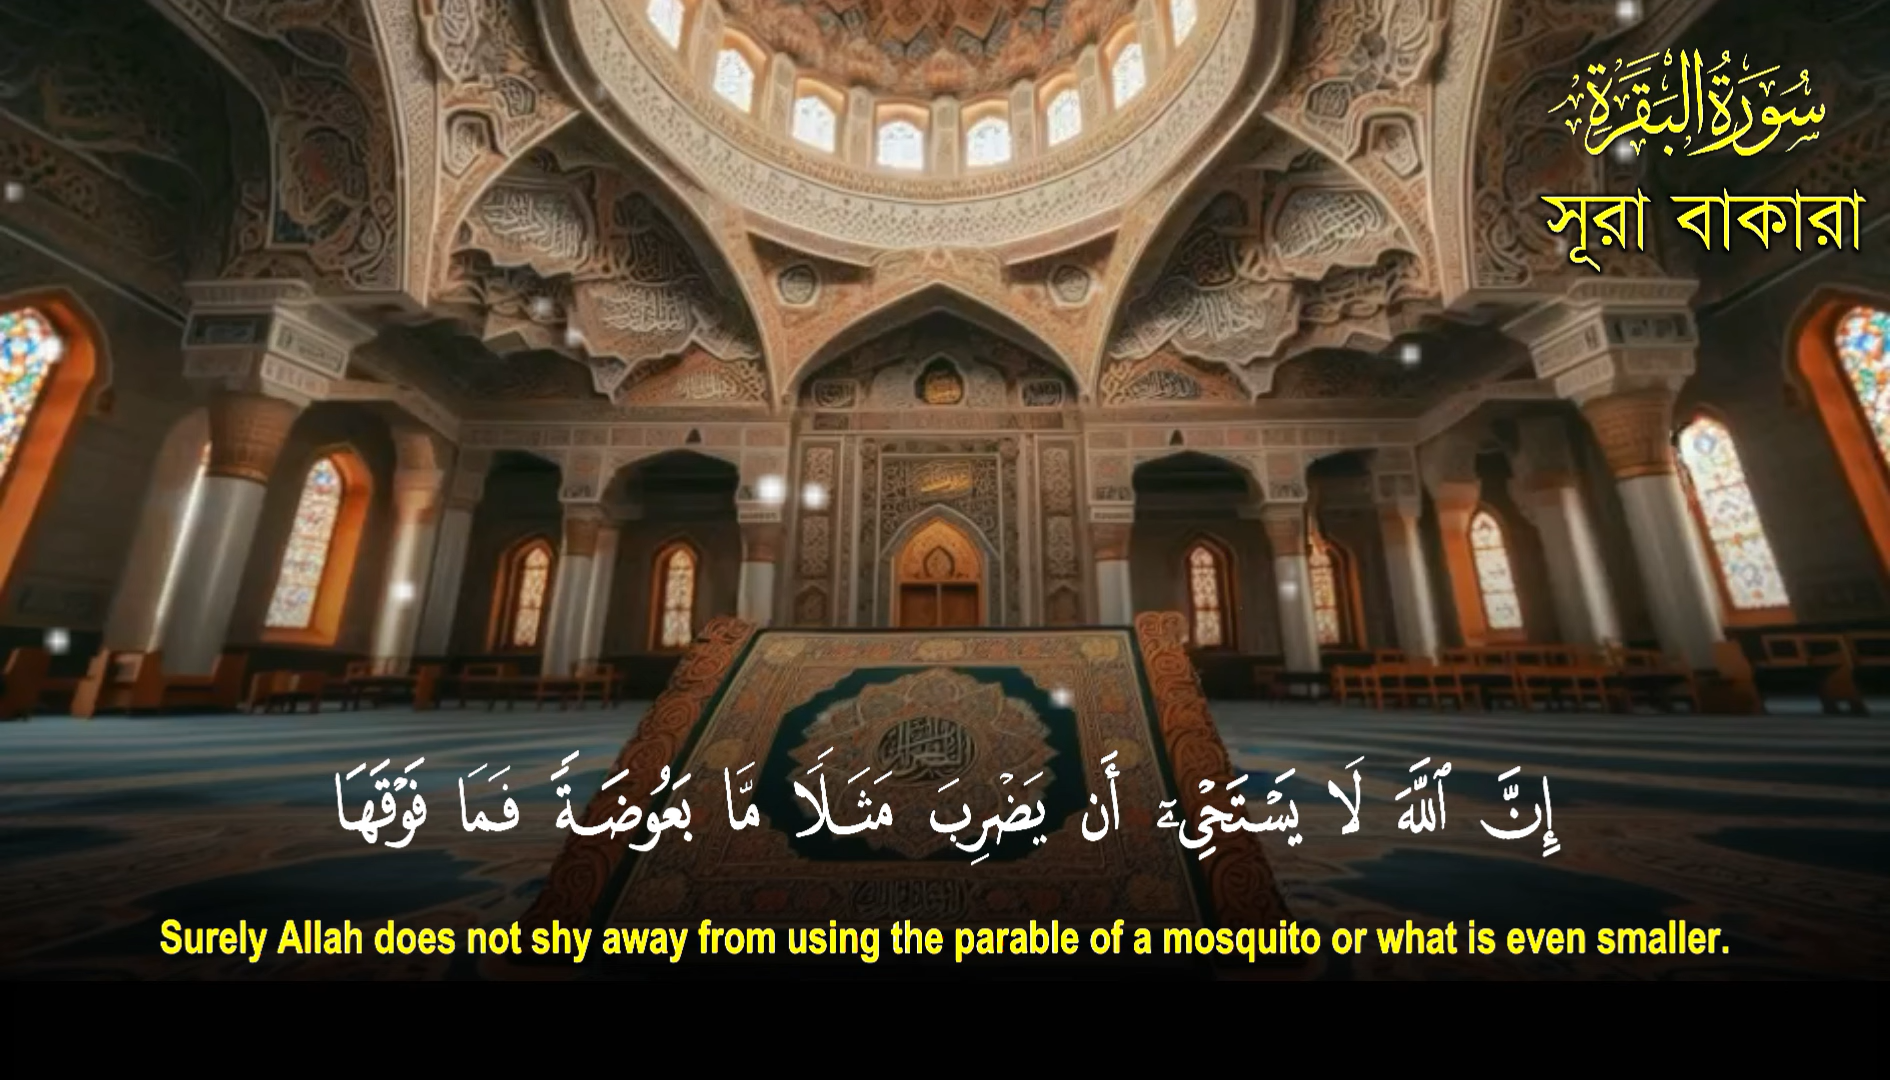 سُورَةُ البَقَرَةِ
সূরা বাকারা
إِنَّ ٱللَّهَ لَا يَسْتَحْىِۦٓ أَن يَضْرِبَ مَثَلًا مَّا بَعُوضَةً فَمَا فَوْقَهَا
Surely Allah does not shy away from using the parable of a mosquito or what is even smaller.